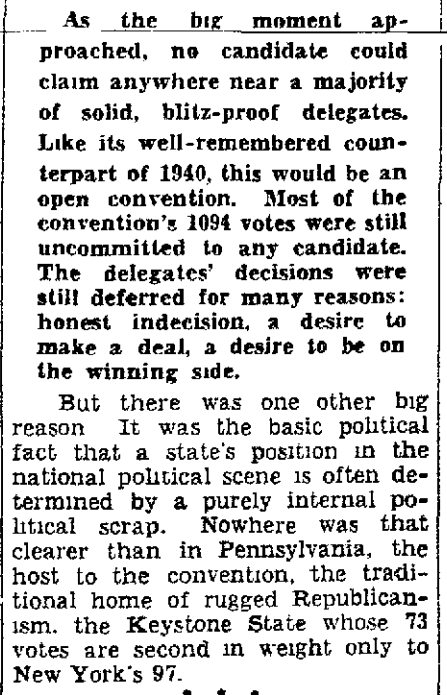 As the big moment ap-
proached, no candidate could
claim anywhere near a majority
of solid, blitz-proof delegates.
Like its well-remembered coun-
terpart of 1940, this would be an
open convention. Most of the
convention's 1094 votes were still
uncommitted to any candidate.
The delegates' decisions were
still deferred for many reasons:
honest indecision, a desire to
make a deal, a desire to be on
the winning side.
But there was one other big
reason It was the basic political
fact that a state's position in the
national political scene is often de-
termined by a purely internal po-
litical scrap. Nowhere was that
clearer than in Pennsylvania, the
host to the convention, the tradi-
tional home of rugged Republican-
ism. the Keystone State whose 73
votes are second in weight only to
New York's 97.